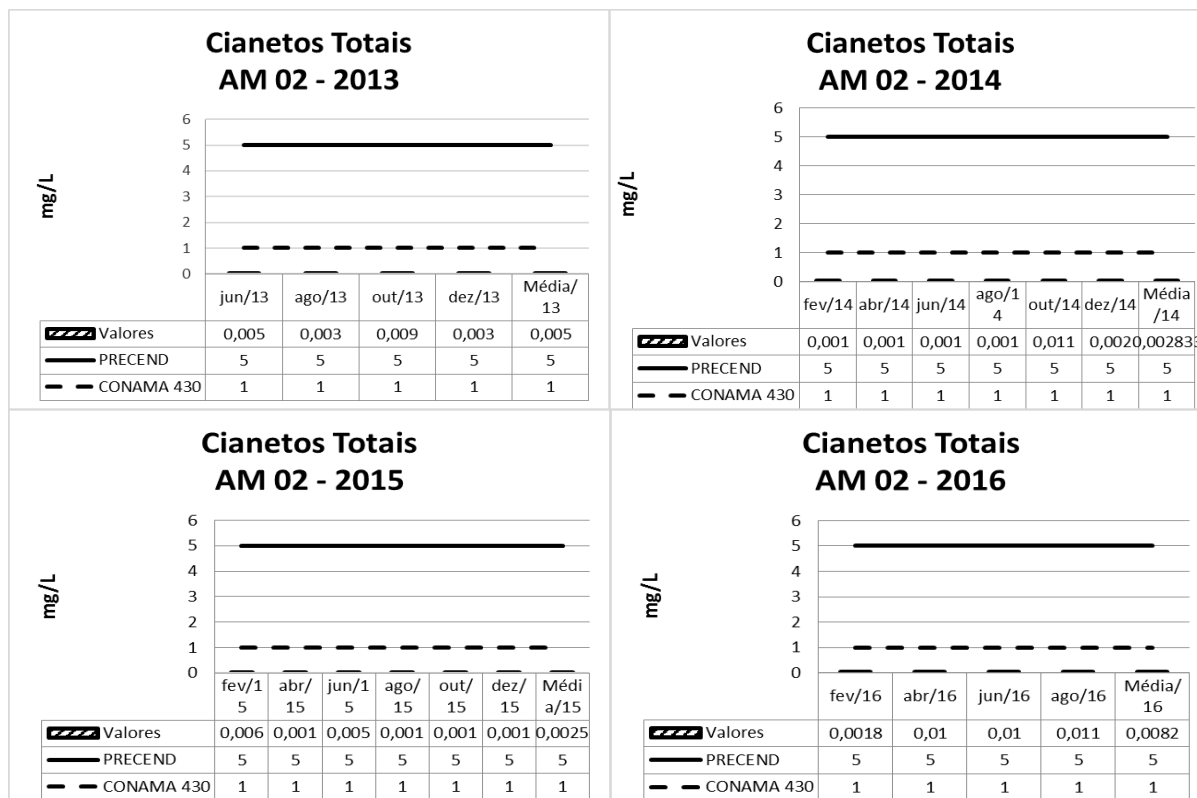 Cianetos Totais
AM 02 - 2013
mg/L
6
5
4
3
2
1
0
jun/13 ago/13 out/13 dez/13 Média/
13
Valores 0,005 0,003 0,009 0,003 0,005
PRECEND 5 5 5 5 5
CONAMA 430 1 1 1 1 1
Cianetos Totais
AM 02 - 2014
mg/L
6
5
4
3
2
1
0
fev/14 abr/14 jun/14 ago/1
4 out/14 dez/14 Média
/14
Valores 0,001 0,001 0,001 0,001 0,011 0,002 0,002833
PRECEND 5 5 5 5 5 5 5
CONAMA 430 1 1 1 1 1 1 1
Cianetos Totais
AM 02 - 2015
mg/L
6
5
4
3
2
1
0
fev/1 abr/ jun/1 ago/ out/ dez/ Médi
5 15 5 15 15 15 a/15
Valores 0,006 0,001 0,005 0,001 0,001 0,001 0,0025
PRECEND 5 5 5 5 5 5 5
CONAMA 430 1 1 1 1 1 1 1
Cianetos Totais
AM 02 - 2016
mg/L
6
5
4
3
2
1
0
fev/16 abr/16 jun/16 ago/16 Média/
16
Valores 0,0018 0,01 0,01 0,011 0,0082
PRECEND 5 5 5 5 5
CONAMA 430 1 1 1 1 1